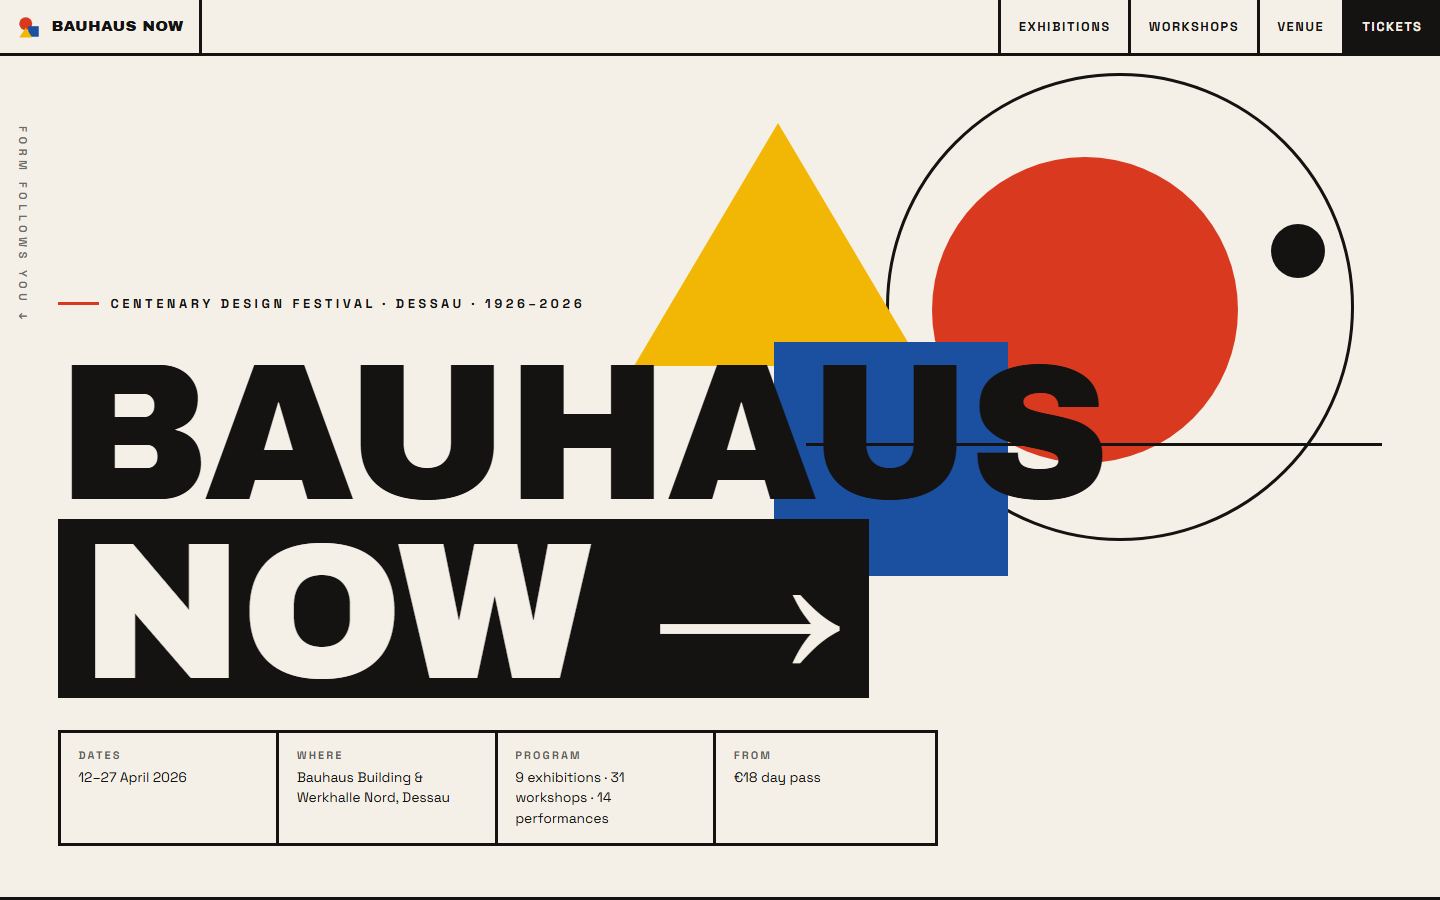 BAUHAUS NOW
EXHIBITIONS
WORKSHOPS
VENUE
TICKETS
FORM FOLLOWS YOU ↓
CENTENARY DESIGN FESTIVAL · DESSAU · 1926–2026
BAUHAUS
NOW →
DATES
12–27 April 2026
WHERE
Bauhaus Building &
Werkhalle Nord, Dessau
PROGRAM
9 exhibitions · 31
workshops · 14
performances
FROM
€18 day pass